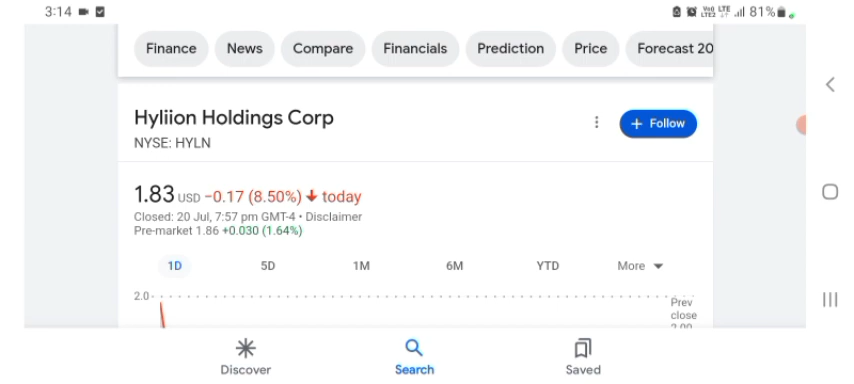 3:14
Vo)) LTE2 LTE 81%
Finance News Compare Financials Prediction Price Forecast 20
Hyliion Holdings Corp
+ Follow
NYSE: HYLN
1.83 USD −0.17 (8.50%) ↓ today
Closed: 20 Jul, 7:57 pm GMT-4 • Disclaimer
Pre-market 1.86 +0.030 (1.64%)
1D 5D 1M 6M YTD More
2.0
Prev
close
2.00
Discover Search Saved